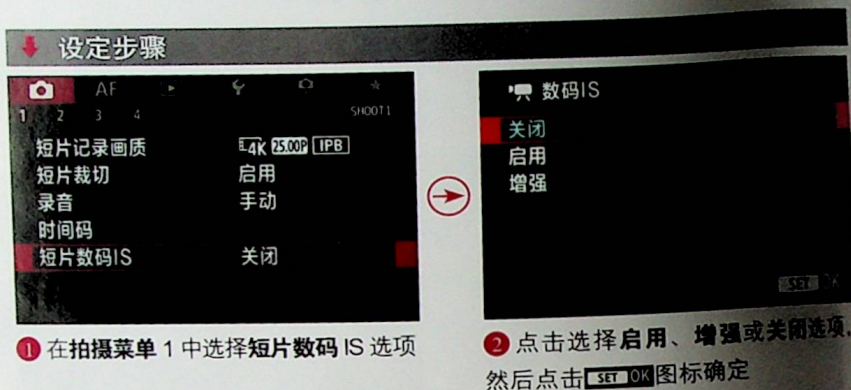 设定步骤
AF
1 2 3 4 SHOOT1
短片记录画质 4K 25.00P IPB
短片裁切 启用
录音 手动
时间码
短片数码IS 关闭
❶ 在拍摄菜单 1 中选择短片数码 IS 选项
数码IS
关闭
启用
增强
SET OK
❷ 点击选择启用、增强或关闭选项,
然后点击 SET OK 图标确定